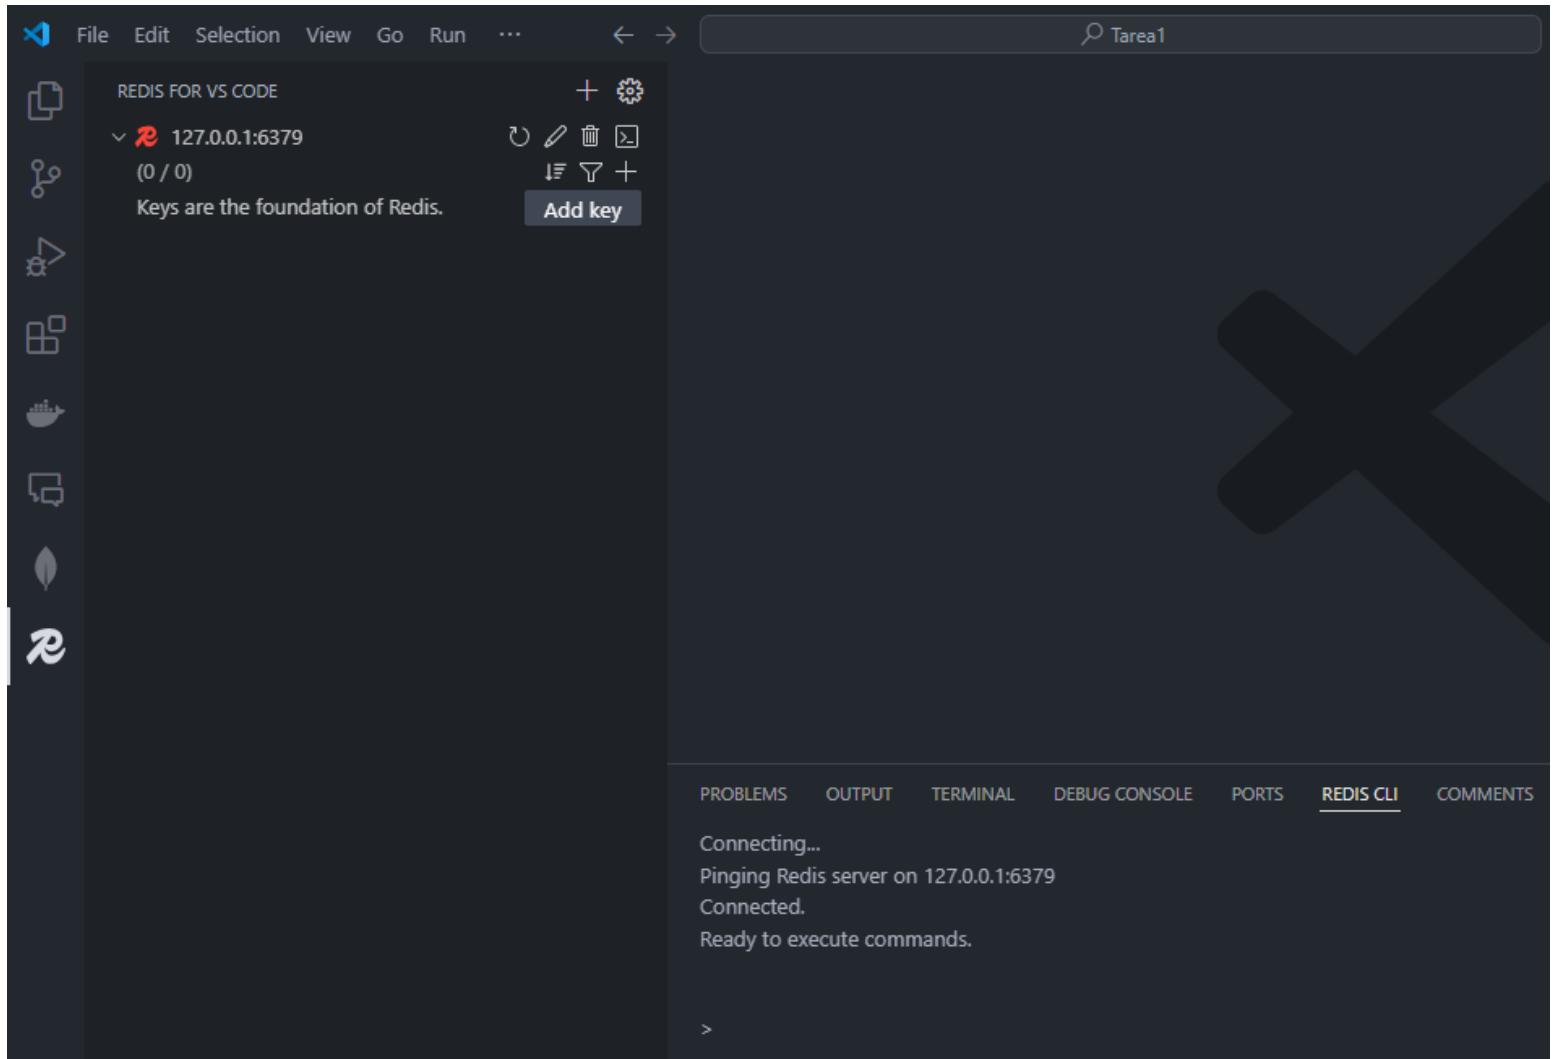 File Edit Selection View Go Run ... Tarea1
REDIS FOR VS CODE
127.0.0.1:6379
(0 / 0)
Keys are the foundation of Redis. Add key
PROBLEMS OUTPUT TERMINAL DEBUG CONSOLE PORTS REDIS CLI COMMENTS
Connecting...
Pinging Redis server on 127.0.0.1:6379
Connected.
Ready to execute commands.
>